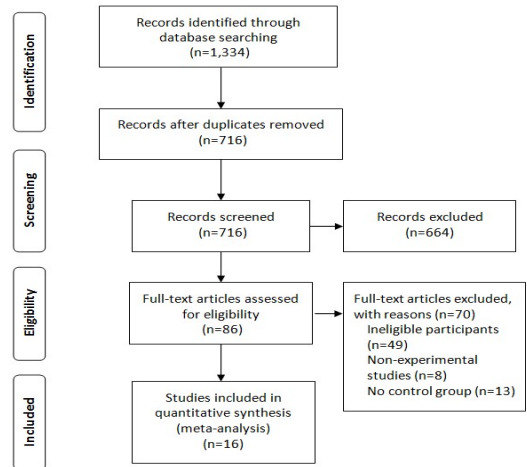 Identification
Records identified through
database searching
(n=1,334)
Records after duplicates removed
(n=716)
Screening
Records screened
(n=716)
Records excluded
(n=664)
Eligibility
Full-text articles assessed
for eligibility
(n=86)
Full-text articles excluded,
with reasons (n=70)
Ineligible participants
(n=49)
Non-experimental
studies (n=8)
No control group (n=13)
Included
Studies included in
quantitative synthesis
(meta-analysis)
(n=16)